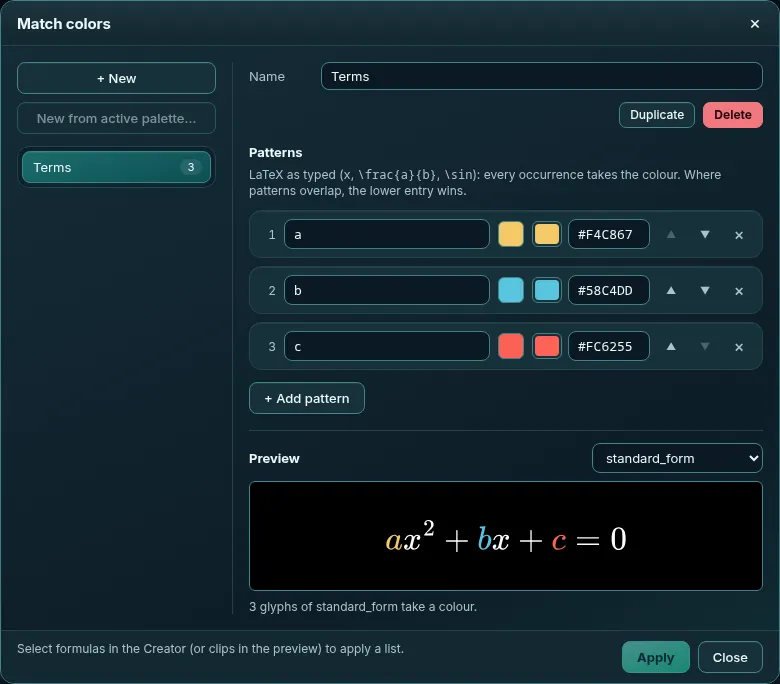 Match colors ×
+ New
New from active palette...
Terms 3
Name Terms
Duplicate Delete
Patterns
LaTeX as typed (x, \frac{a}{b}, \sin): every occurrence takes the colour. Where
patterns overlap, the lower entry wins.
1 a #F4C867 ▲ ▼ ×
2 b #58C4DD ▲ ▼ ×
3 c #FC6255 ▲ ▼ ×
+ Add pattern
Preview standard_form
ax² + bx + c = 0
3 glyphs of standard_form take a colour.
Select formulas in the Creator (or clips in the preview) to apply a list.
Apply Close